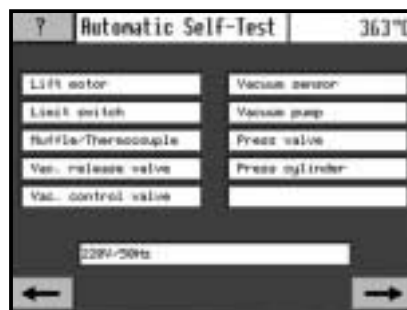 ? Automatic Self-Test 363°C
Lift motor
Limit switch
Muffle/Thermocouple
Vac. release valve
Vac. control valve
Vacuum sensor
Vacuum pump
Press valve
Press cylinder
220V/50Hz